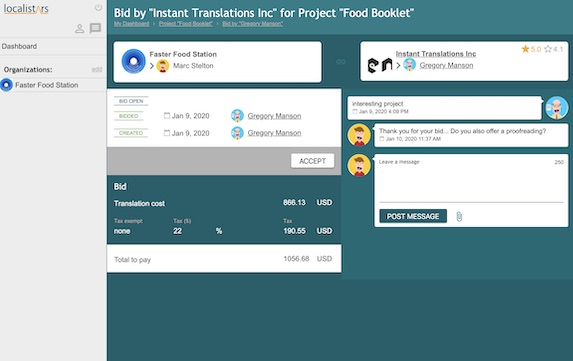 localistars
Dashboard
Organizations:
add
Faster Food Station
Bid by "Instant Translations Inc" for Project "Food Booklet"
My Dashboard › Project "Food Booklet" › Bid by "Gregory Manson"
Faster Food Station
Marc Stelton
Instant Translations Inc
5.0 4.1
Gregory Manson
BID OPEN
BIDDED Jan 9, 2020 Gregory Manson
CREATED Jan 9, 2020 Gregory Manson
ACCEPT
Bid
Translation cost 866.13 USD
Tax exempt Tax (%) Tax
none 22 % 190.55 USD
Total to pay 1056.68 USD
Interesting project
Jan 9, 2020 4:09 PM
Thank you for your bid... Do you also offer a proofreading?
Jan 10, 2020 11:37 AM
Leave a message 250
POST MESSAGE